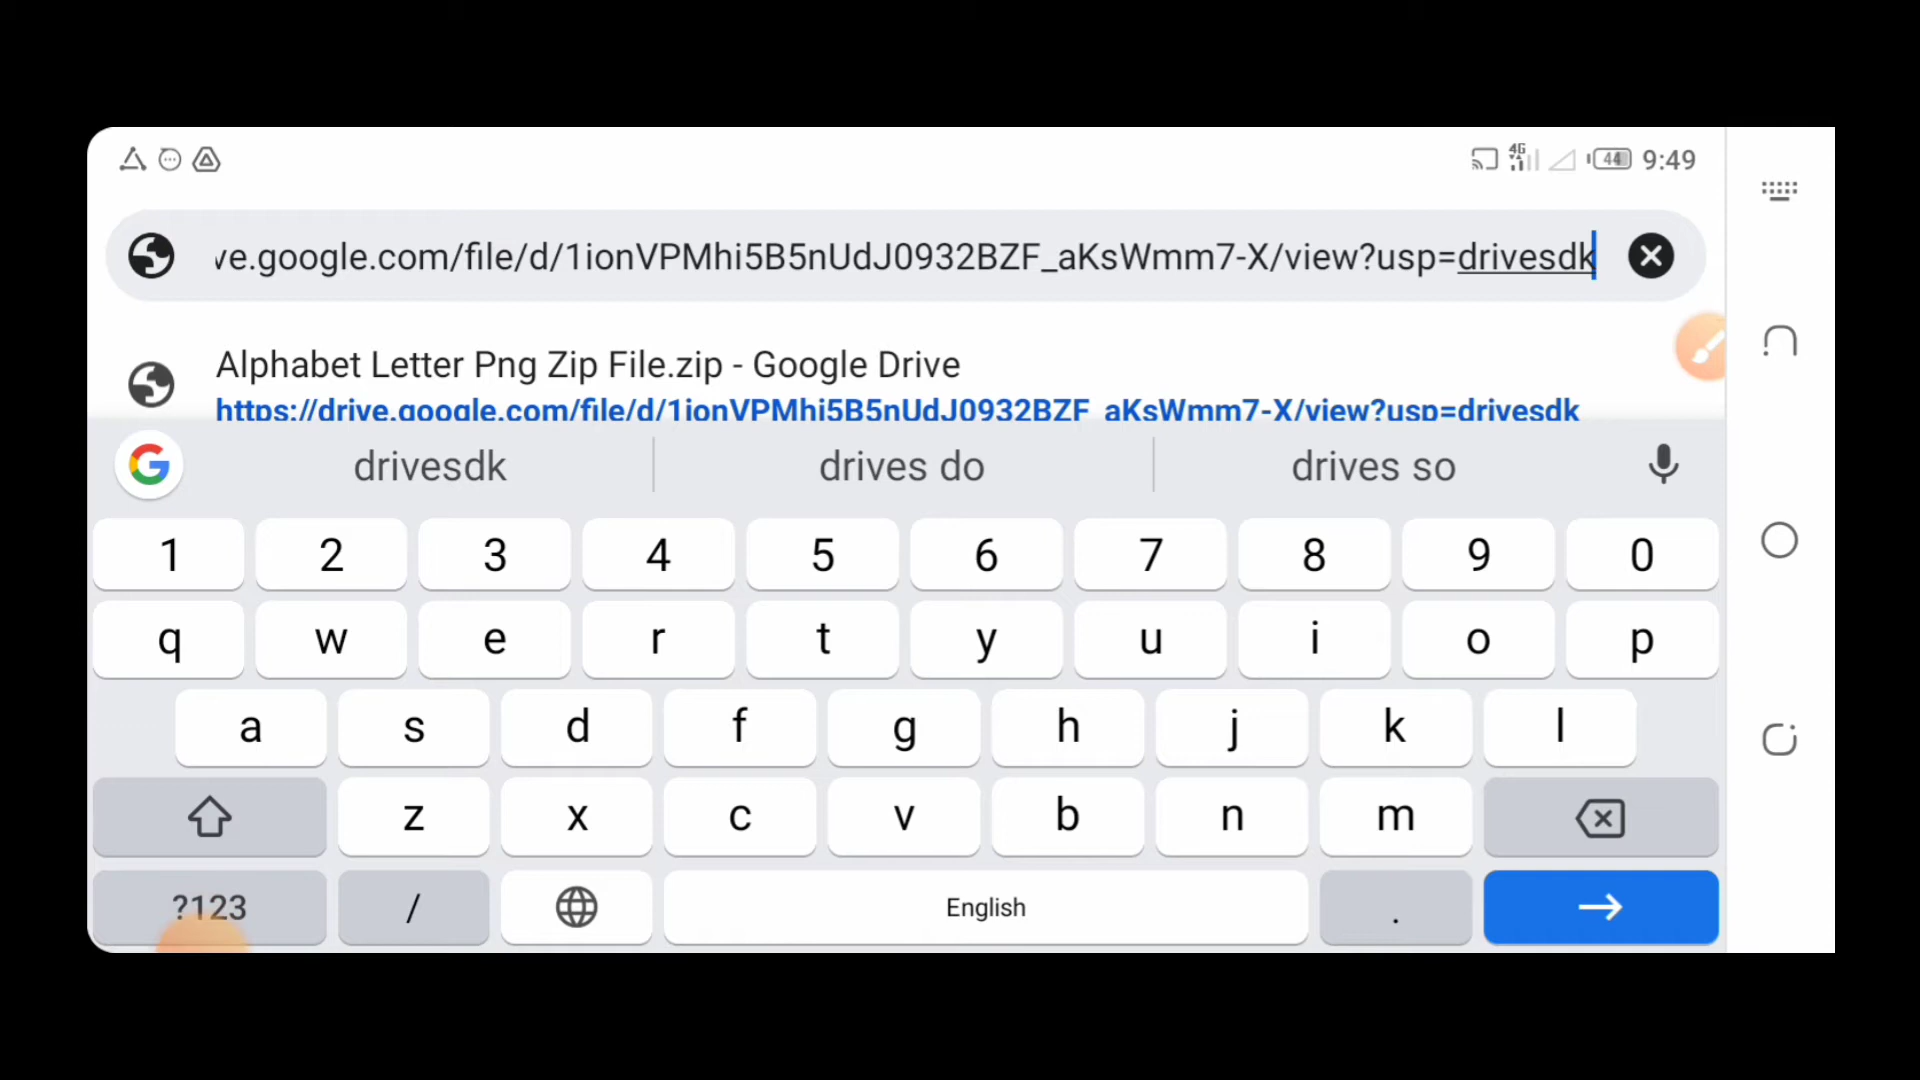 4G
44
9:49
ve.google.com/file/d/1ionVPMhi5B5nUdJ0932BZF_aKsWmm7-X/view?usp=drivesdk
Alphabet Letter Png Zip File.zip - Google Drive
https://drive.google.com/file/d/1ionVPMhi5B5nUdJ0932BZF_aKsWmm7-X/view?usp=drivesdk
drivesdk drives do drives so
1 2 3 4 5 6 7 8 9 0
q w e r t y u i o p
a s d f g h j k l
z x c v b n m
?123 / English .